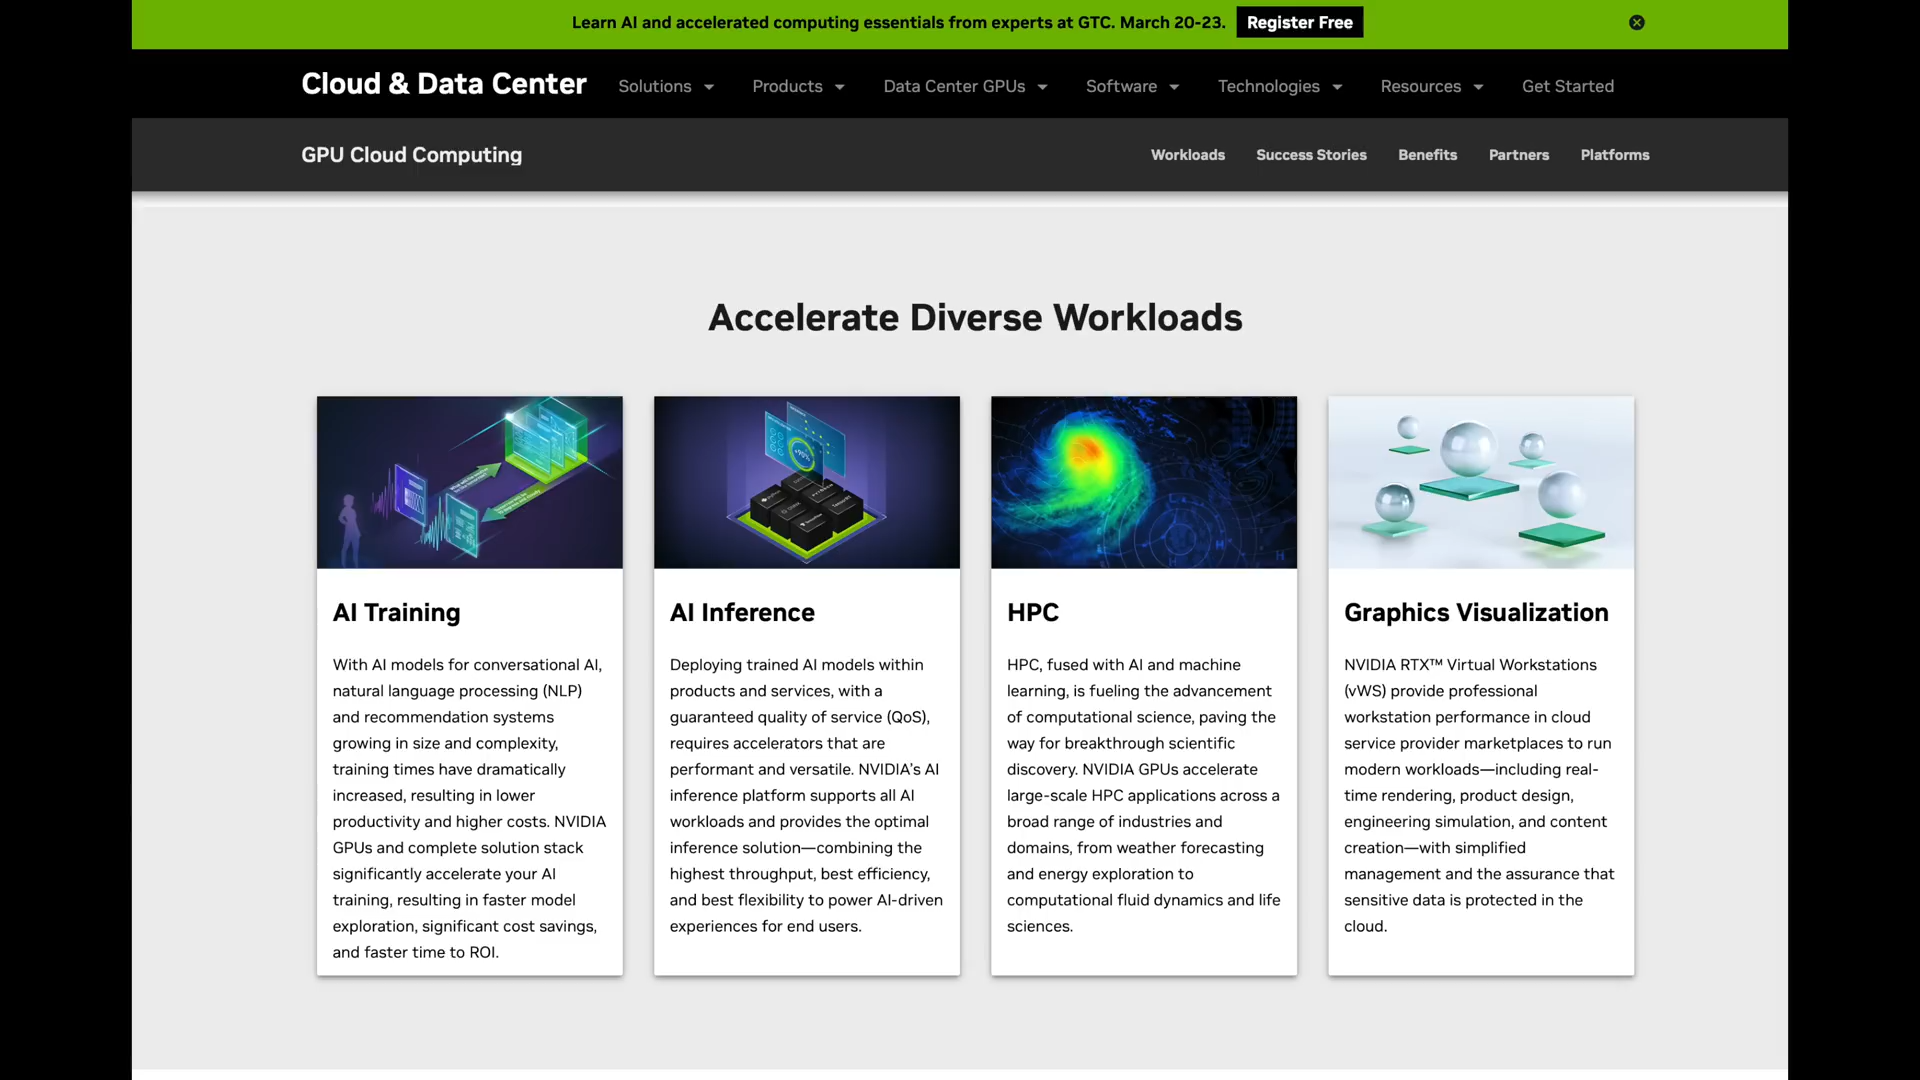 Learn AI and accelerated computing essentials from experts at GTC. March 20-23. Register Free
Cloud & Data Center Solutions Products Data Center GPUs Software Technologies Resources Get Started
GPU Cloud Computing Workloads Success Stories Benefits Partners Platforms
Accelerate Diverse Workloads
AI Training
With AI models for conversational AI,
natural language processing (NLP)
and recommendation systems
growing in size and complexity,
training times have dramatically
increased, resulting in lower
productivity and higher costs. NVIDIA
GPUs and complete solution stack
significantly accelerate your AI
training, resulting in faster model
exploration, significant cost savings,
and faster time to ROI.
AI Inference
Deploying trained AI models within
products and services, with a
guaranteed quality of service (QoS),
requires accelerators that are
performant and versatile. NVIDIA’s AI
inference platform supports all AI
workloads and provides the optimal
inference solution—combining the
highest throughput, best efficiency,
and best flexibility to power AI-driven
experiences for end users.
HPC
HPC, fused with AI and machine
learning, is fueling the advancement
of computational science, paving the
way for breakthrough scientific
discovery. NVIDIA GPUs accelerate
large-scale HPC applications across a
broad range of industries and
domains, from weather forecasting
and energy exploration to
computational fluid dynamics and life
sciences.
Graphics Visualization
NVIDIA RTX™ Virtual Workstations
(vWS) provide professional
workstation performance in cloud
service provider marketplaces to run
modern workloads—including real-
time rendering, product design,
engineering simulation, and content
creation—with simplified
management and the assurance that
sensitive data is protected in the
cloud.